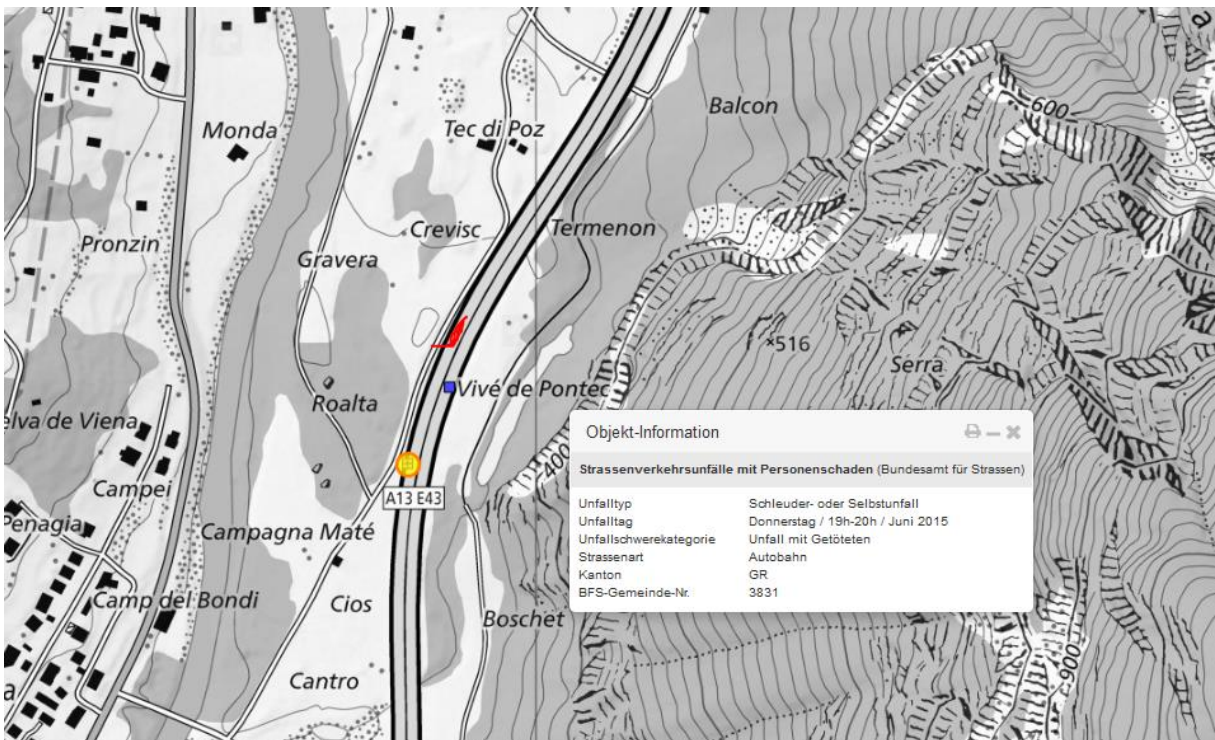 600
Balcon
Monda
Tec di Poz
Crevisc
Termenon
Pronzin
Gravera
516
Serra
Vivé de Pontec
Roalta
elva de Viena
400
Campei
A13 E43
Penagia
Campagna Maté
Camp del Bondi
Cios
Boschet
Cantro
900
a
a
Objekt-Information
Strassenverkehrsunfälle mit Personenschaden (Bundesamt für Strassen)
Unfalltyp Schleuder- oder Selbstunfall
Unfalltag Donnerstag / 19h-20h / Juni 2015
Unfallschwerekategorie Unfall mit Getöteten
Strassenart Autobahn
Kanton GR
BFS-Gemeinde-Nr. 3831